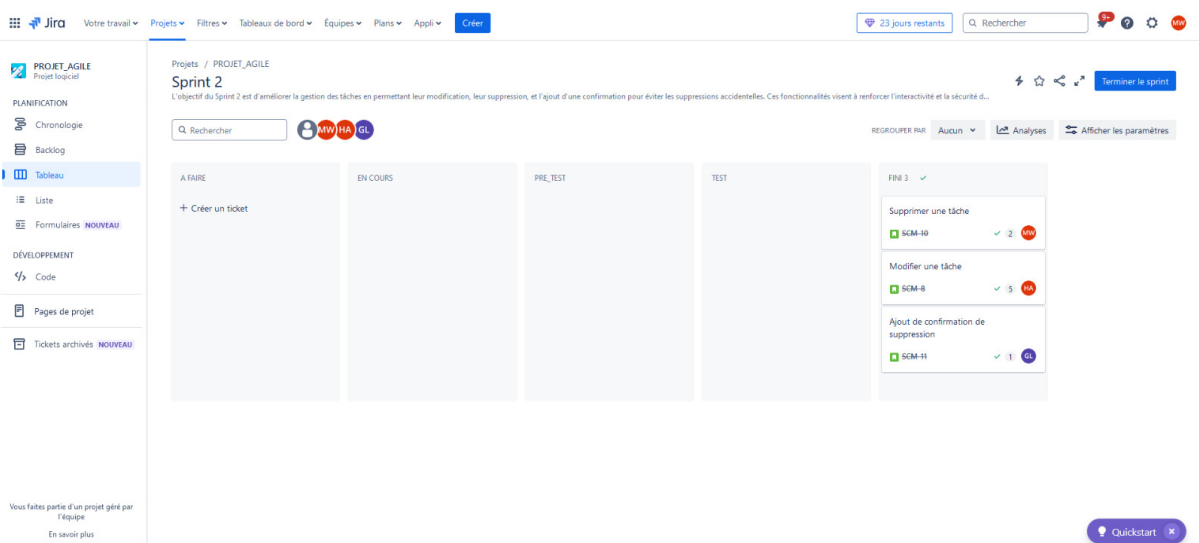 Jira
Votre travail Projets Filtres Tableaux de bord Équipes Plans Appli Créer
23 jours restants
Rechercher
9+
MW
PROJET_AGILE
Projet logiciel
PLANIFICATION
Chronologie
Backlog
Tableau
Liste
Formulaires NOUVEAU
DÉVELOPPEMENT
Code
Pages de projet
Tickets archivés NOUVEAU
Vous faites partie d'un projet géré par
l'équipe
En savoir plus
Projets / PROJET_AGILE
Sprint 2
L'objectif du Sprint 2 est d'améliorer la gestion des tâches en permettant leur modification, leur suppression, et l'ajout d'une confirmation pour éviter les suppressions accidentelles. Ces fonctionnalités visent à renforcer l'interactivité et la sécurité d...
Terminer le sprint
Rechercher
MW HA GL
REGROUPER PAR Aucun Analyses Afficher les paramètres
A FAIRE
+ Créer un ticket
EN COURS
PRE_TEST
TEST
FINI 3
Supprimer une tâche
SCM-10 2 MW
Modifier une tâche
SCM-8 5 HA
Ajout de confirmation de
suppression
SCM-11 1 GL
Quickstart